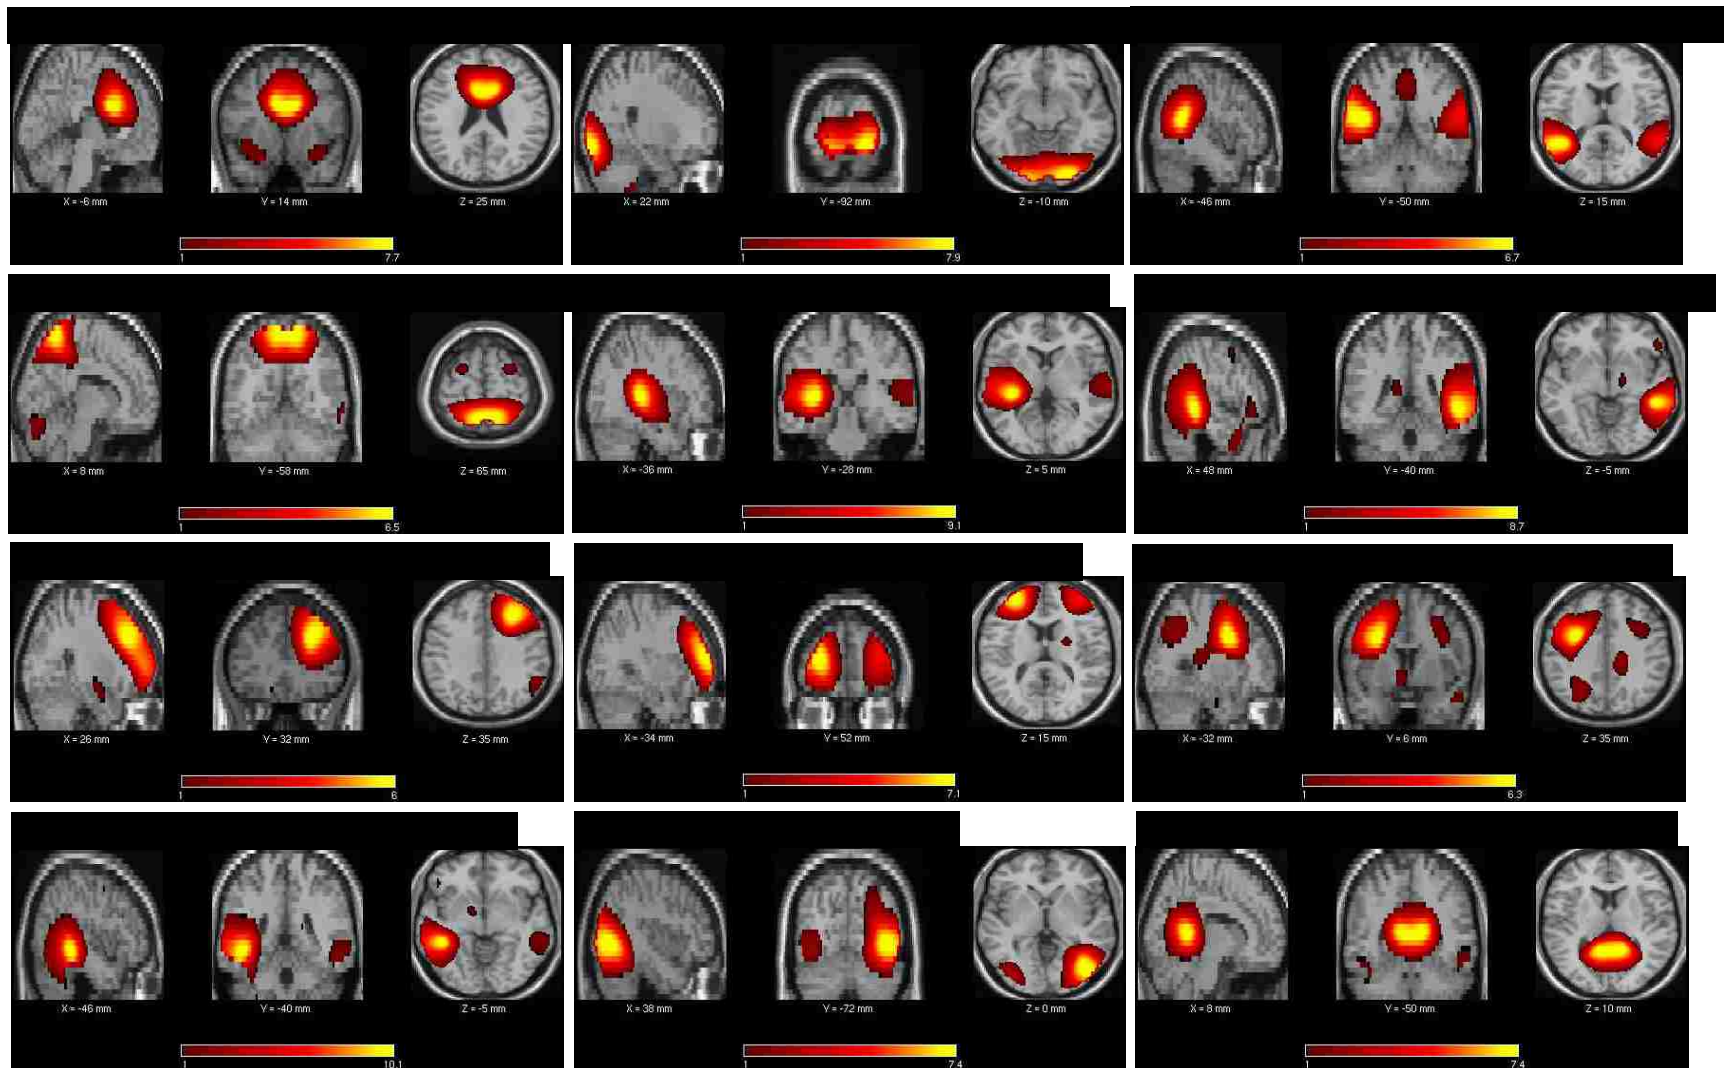 X = -6 mm Y = 14 mm Z = 25 mm
1 7.7
X = 22 mm Y = -92 mm Z = -10 mm
1 7.9
X = -46 mm Y = -50 mm Z = 15 mm
1 6.7
X = 8 mm Y = -58 mm Z = 65 mm
1 6.5
X = -36 mm Y = -28 mm Z = 5 mm
1 9.1
X = 48 mm Y = -40 mm Z = -5 mm
1 8.7
X = 26 mm Y = 32 mm Z = 35 mm
1 6
X = -34 mm Y = 52 mm Z = 15 mm
1 7.1
X = -32 mm Y = 6 mm Z = 35 mm
1 6.3
X = -46 mm Y = -40 mm Z = -5 mm
1 10.1
X = 38 mm Y = -72 mm Z = 0 mm
1 7.4
X = 8 mm Y = -50 mm Z = 10 mm
1 7.4